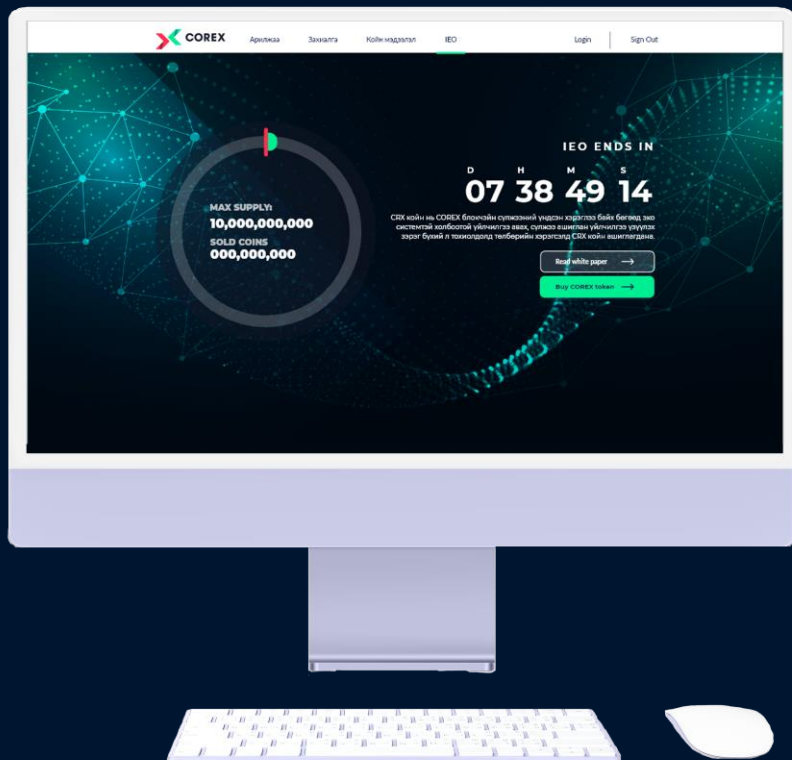 COREX
Арилжаа
Захиалга
Койн мэдээлэл
IEO
Login
Sign Out
MAX SUPPLY:
10,000,000,000
SOLD COINS
000,000,000
IEO ENDS IN
D H M S
07 38 49 14
CRX койн нь COREX блокчэйн сүлжээний үндсэн хэрэглээ байх бөгөөд эко
системтэй холбоотой үйлчилгээ авах, сүлжээ ашиглан үйлчилгээ үзүүлэх
зэрэг бүхий л тохиолдолд төлбөрийн хэрэгсэлд CRX койн ашиглагдана.
Read white paper
Buy COREX token